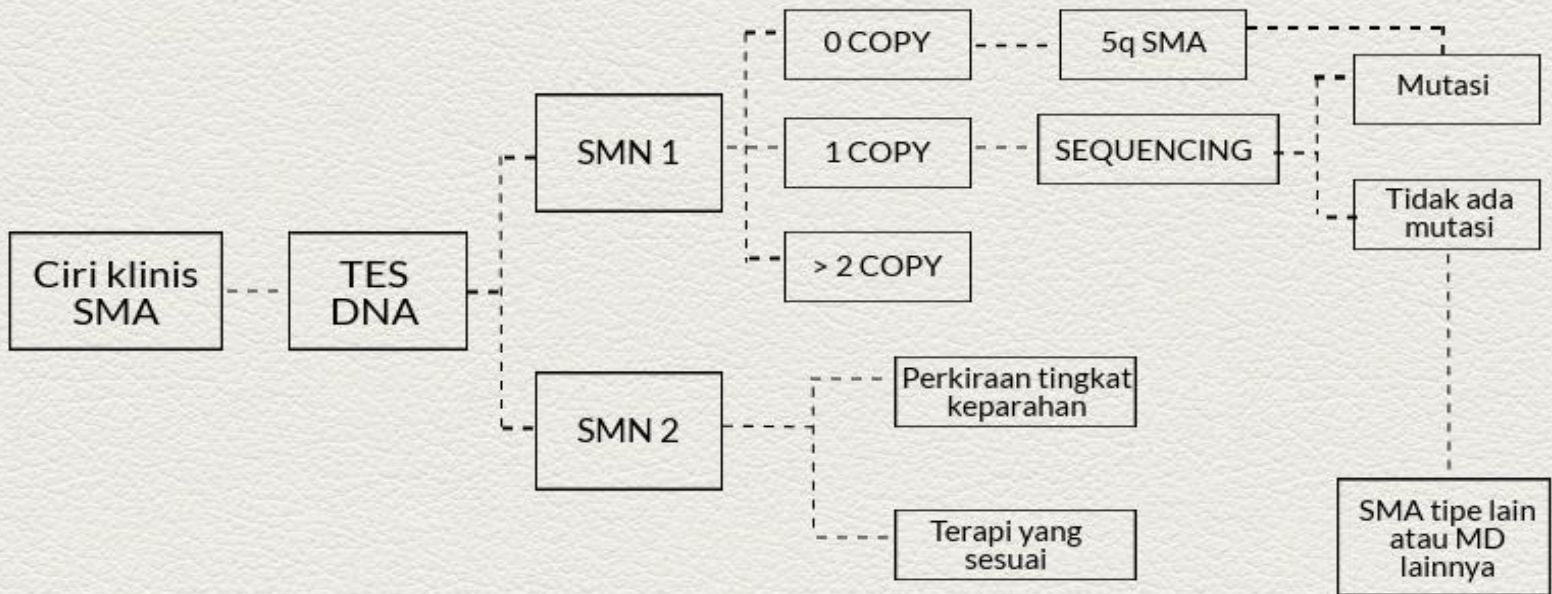 Ciri klinis
SMA
TES
DNA
SMN 1
SMN 2
0 COPY
1 COPY
> 2 COPY
5q SMA
SEQUENCING
Mutasi
Tidak ada
mutasi
Perkiraan tingkat
keparahan
Terapi yang
sesuai
SMA tipe lain
atau MD
lainnya